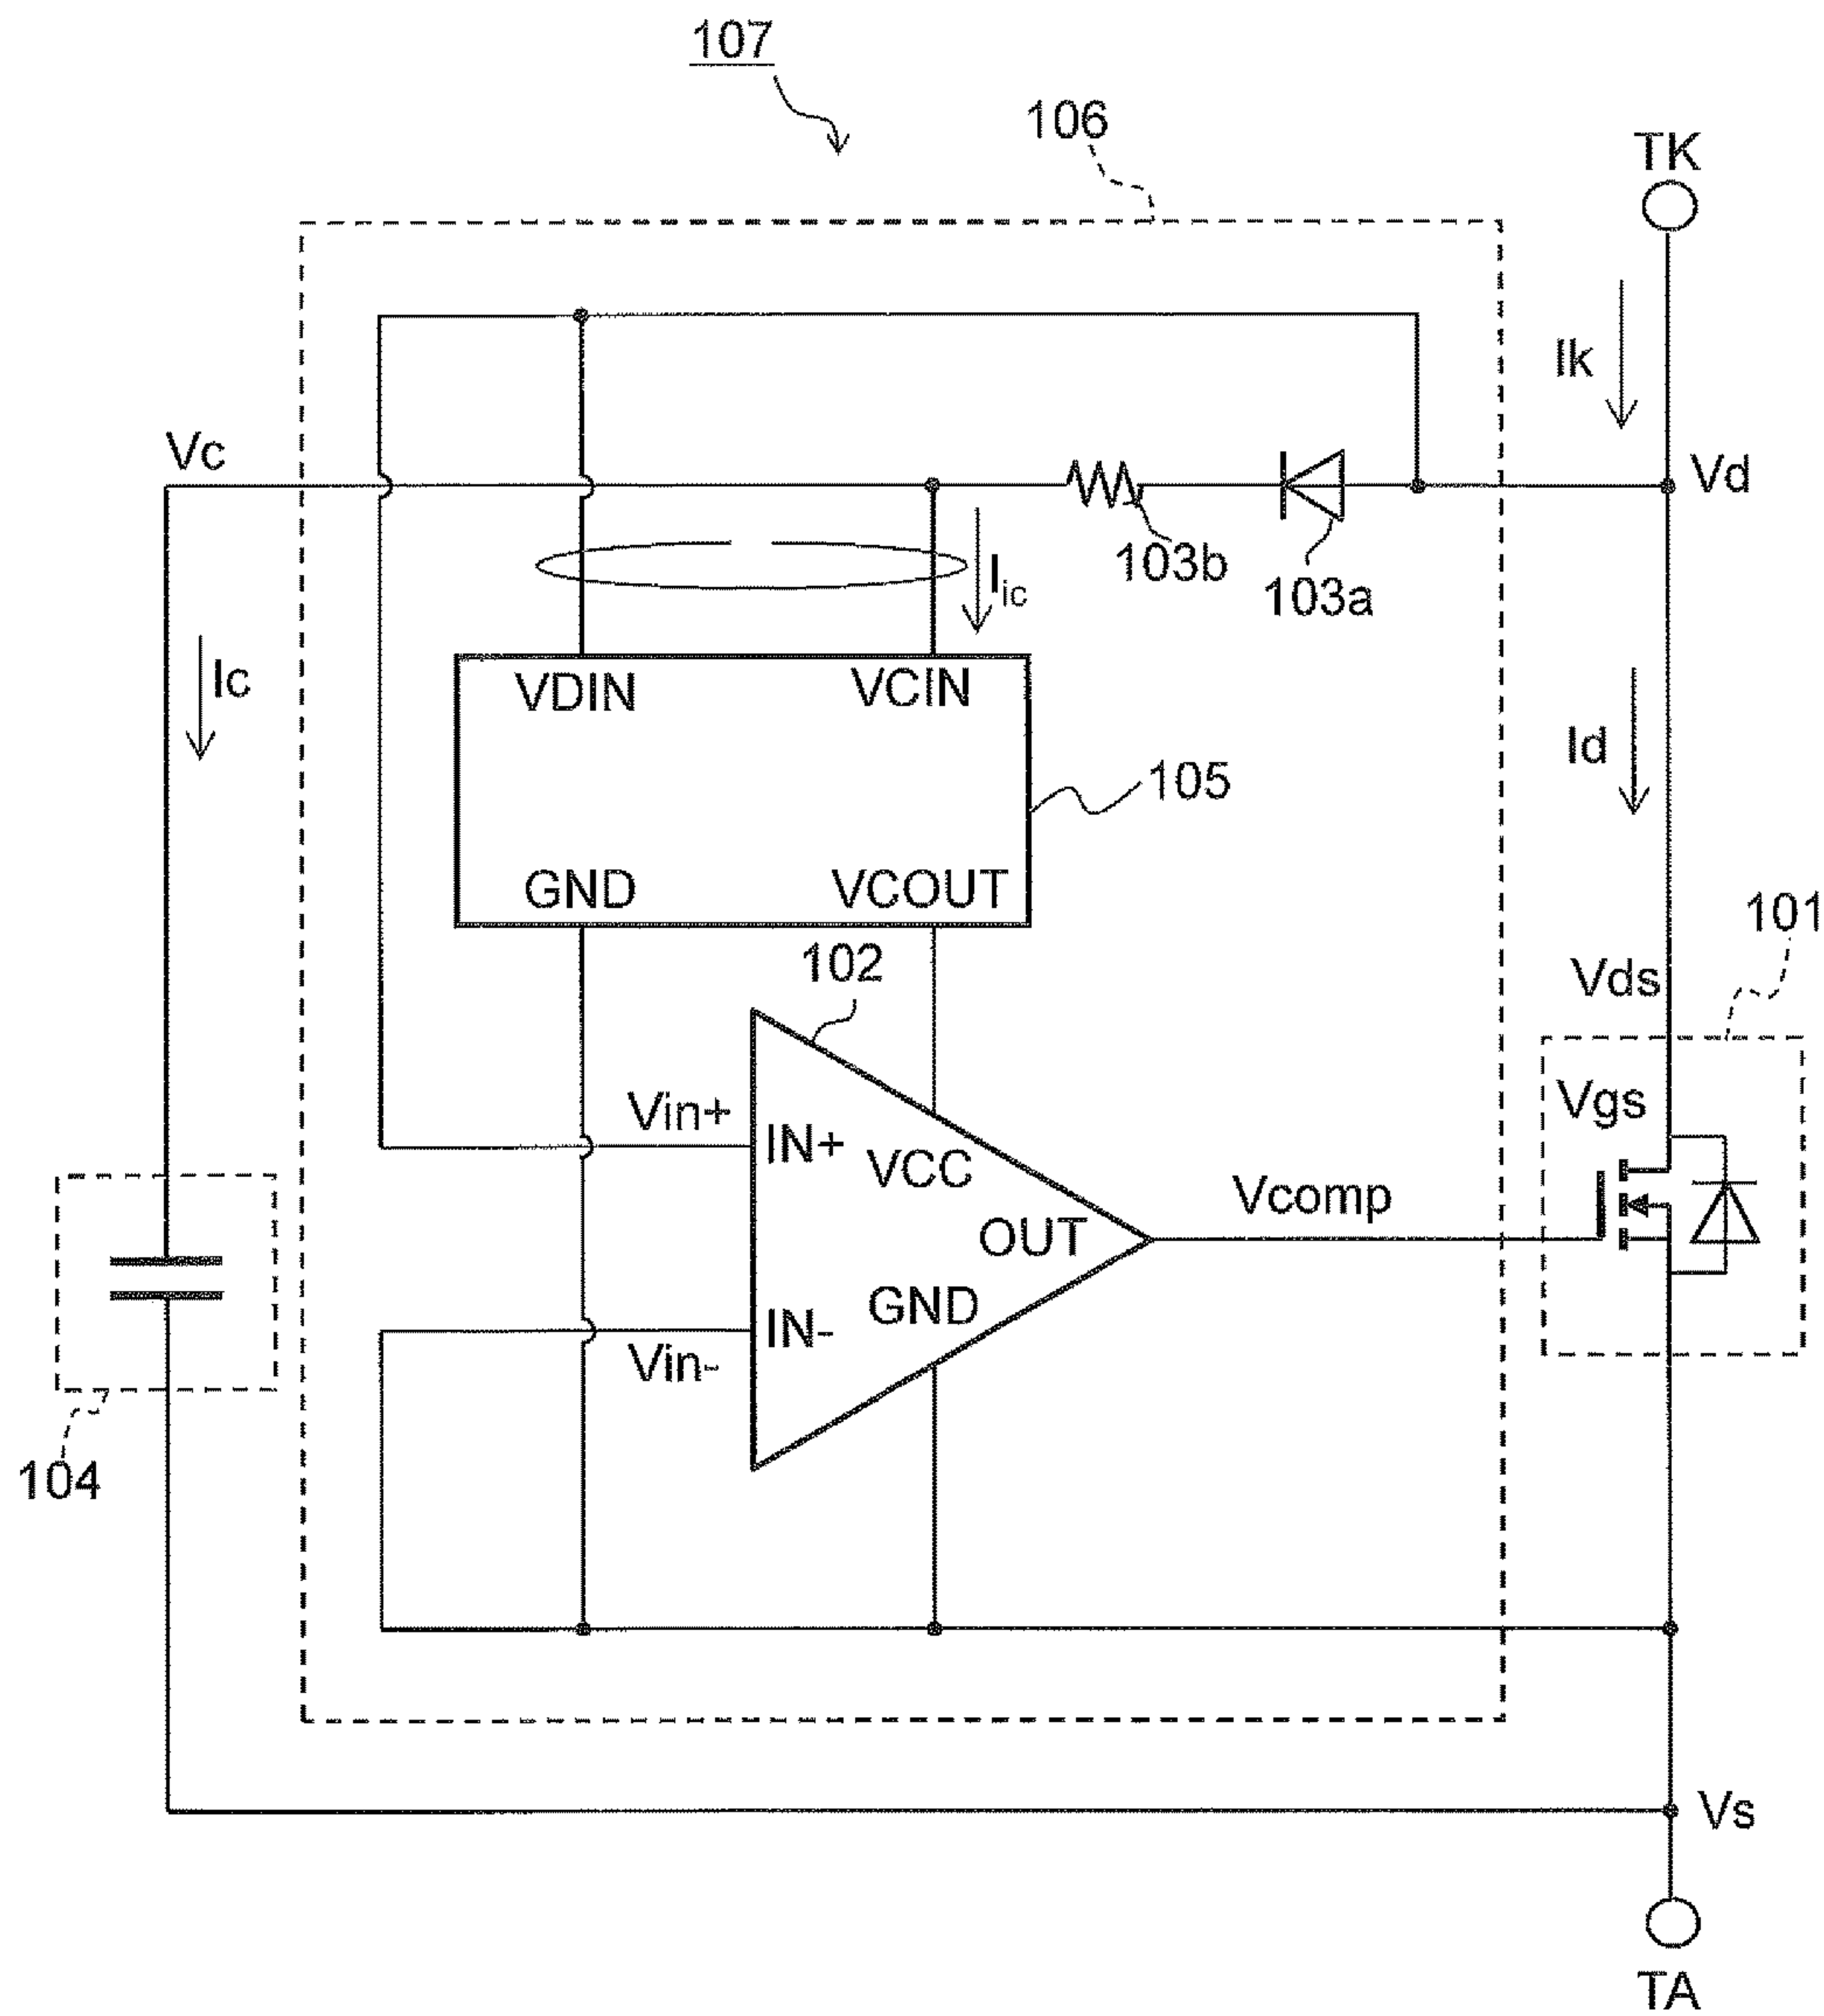 107
106
TK
Ik
Vc
Vd
103b
103a
Iic
Ic
VDIN
VCIN
Id
105
GND
VCOUT
101
102
Vds
Vgs
Vin+
IN+
VCC
Vcomp
OUT
GND
IN-
Vin-
104
Vs
TA